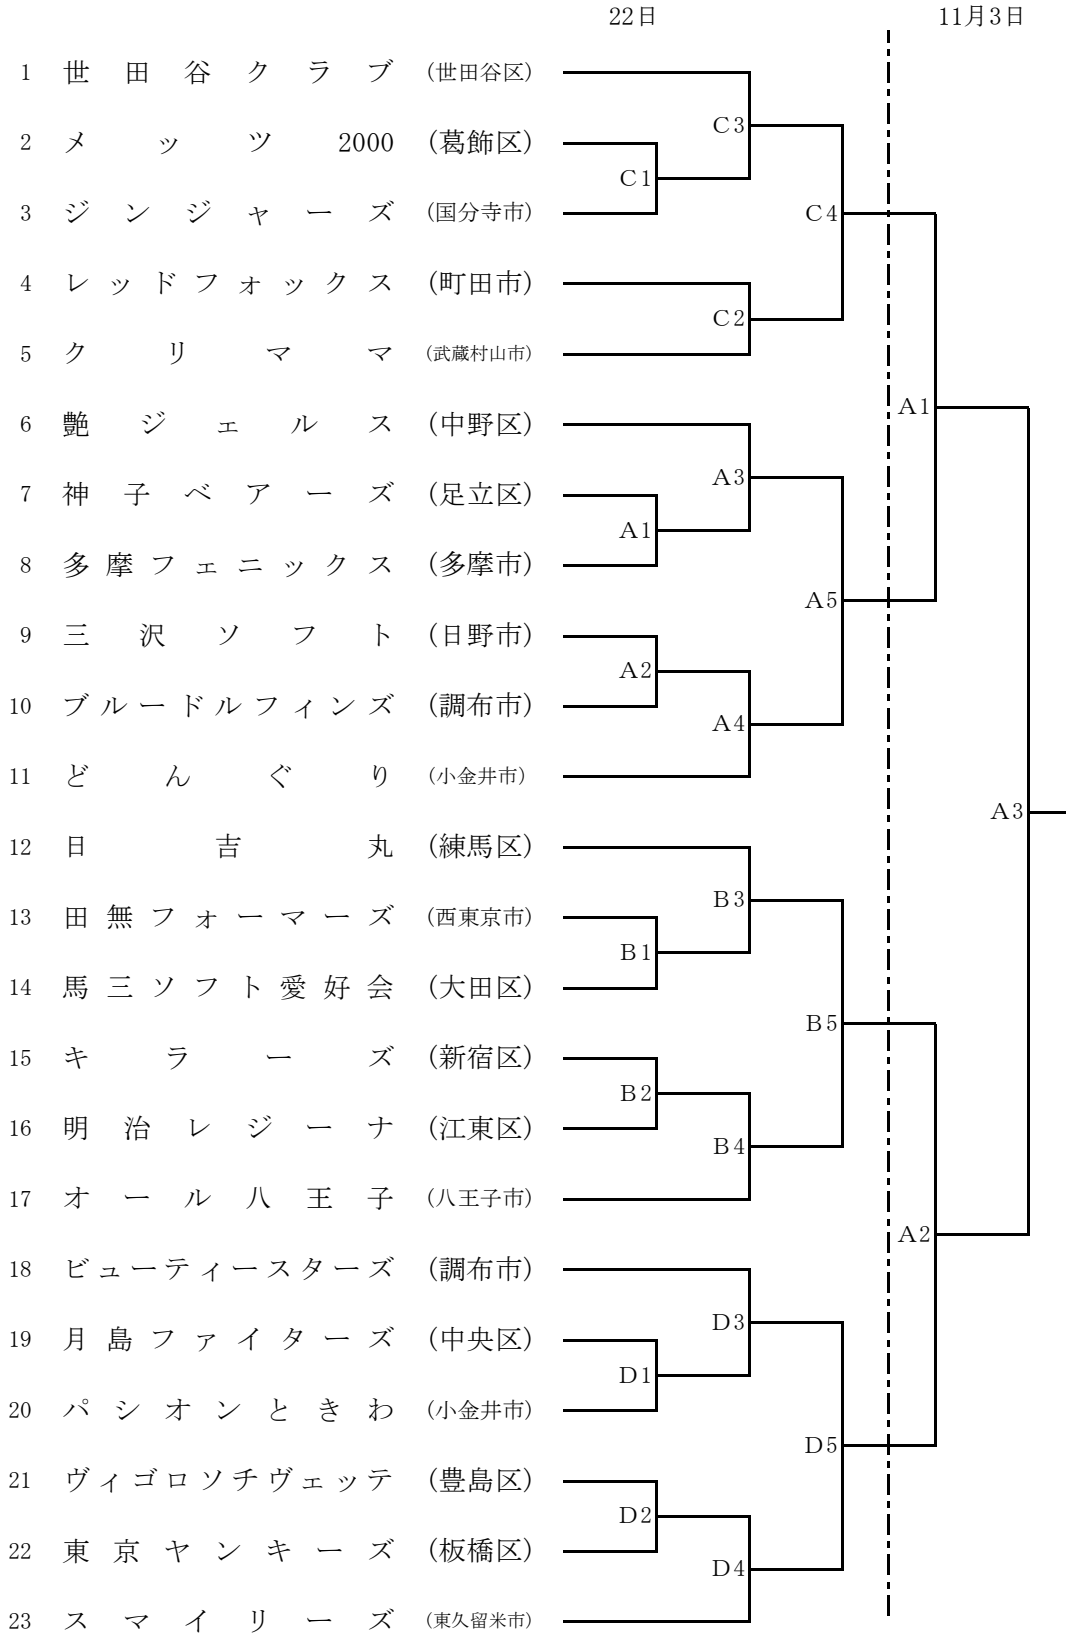 22日 11月3日
1 世田谷クラブ (世田谷区)
C3
2 メッツ2000 (葛飾区)
C1
3 ジンジャーズ (国分寺市)
C4
4 レッドフォックス (町田市)
C2
5 クリママ (武蔵村山市)
A1
6 艶ジェルス (中野区)
A3
7 神子ベアーズ (足立区)
A1
8 多摩フェニックス (多摩市)
A5
9 三沢ソフト (日野市)
A2
10 ブルードルフィンズ (調布市)
A4
11 どんぐり (小金井市)
A3
12 日吉丸 (練馬区)
B3
13 田無フォーマーズ (西東京市)
B1
14 馬三ソフト愛好会 (大田区)
B5
15 キラーズ (新宿区)
B2
16 明治レジーナ (江東区)
B4
17 オール八王子 (八王子市)
A2
18 ビューティースターズ (調布市)
D3
19 月島ファイターズ (中央区)
D1
20 パシオンときわ (小金井市)
D5
21 ヴィゴロソチヴェッテ (豊島区)
D2
22 東京ヤンキーズ (板橋区)
D4
23 スマイリーズ (東久留米市)